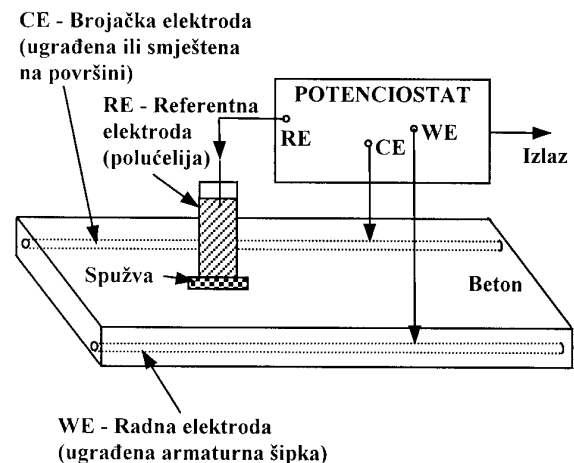 CE - Brojačka elektroda
(ugrađena ili smještena
na površini)
RE - Referentna
elektroda
(polućelija)
POTENCIOSTAT
RE
CE
WE
Izlaz
Spužva
Beton
WE - Radna elektroda
(ugrađena armaturna šipka)